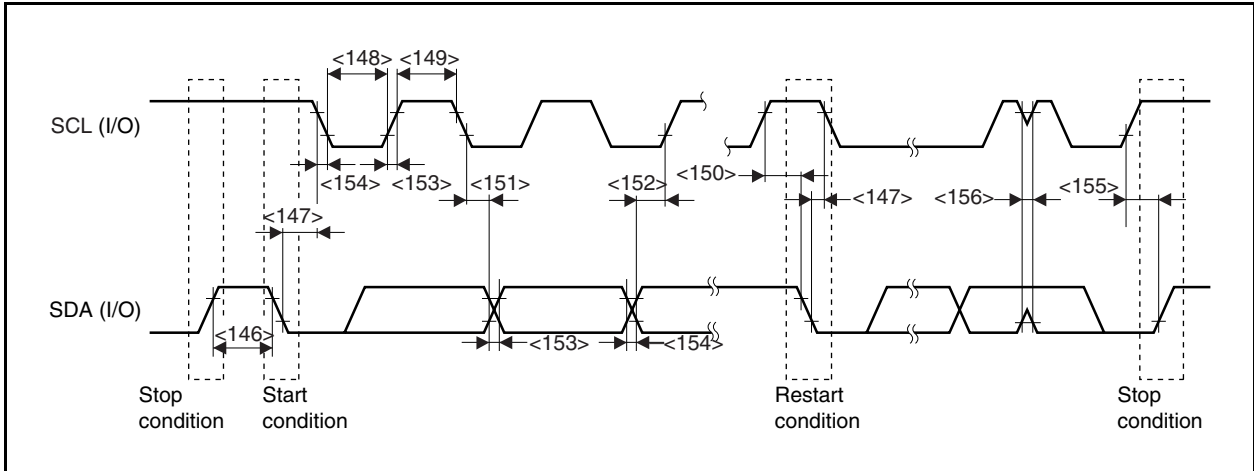 <148> <149>
SCL (I/O)
<154> <153> <151> <152> <150>
<147> <147> <156> <155>
SDA (I/O)
<146> <153> <154>
Stop
condition
Start
condition
Restart
condition
Stop
condition